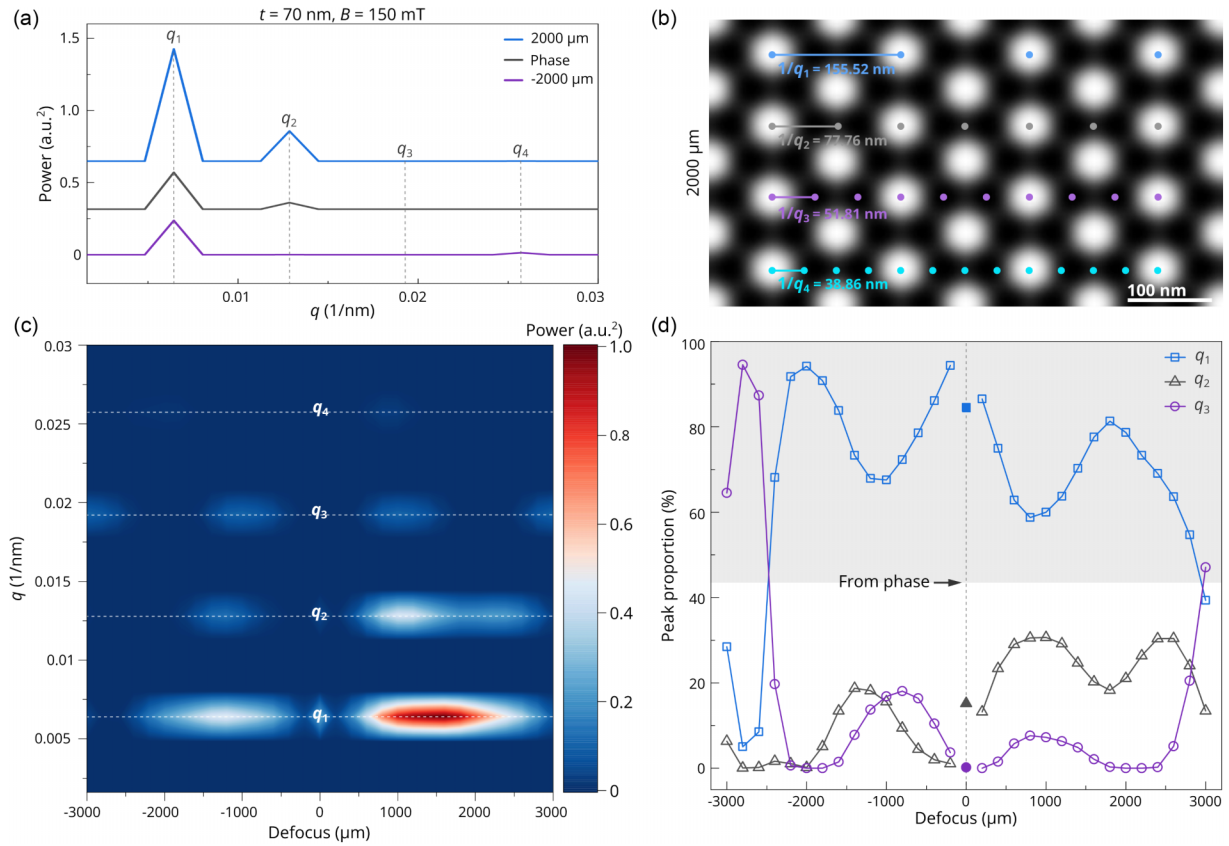 (a)
t = 70 nm, B = 150 mT
q1
q2
q3
q4
2000 μm
Phase
-2000 μm
1.5
1.0
0.5
0
Power (a.u.²)
0.01
0.02
0.03
q (1/nm)
(b)
2000 μm
1/q1 = 155.52 nm
1/q2 = 77.76 nm
1/q3 = 51.81 nm
1/q4 = 38.86 nm
100 nm
(c)
Power (a.u.²)
0.03
0.025
0.02
0.015
0.01
0.005
q (1/nm)
q4
q3
q2
q1
1.0
0.8
0.6
0.4
0.2
0
-3000
-2000
-1000
0
1000
2000
3000
Defocus (μm)
(d)
100
80
60
40
20
0
Peak proportion (%)
q1
q2
q3
From phase
-3000
-2000
-1000
0
1000
2000
3000
Defocus (μm)